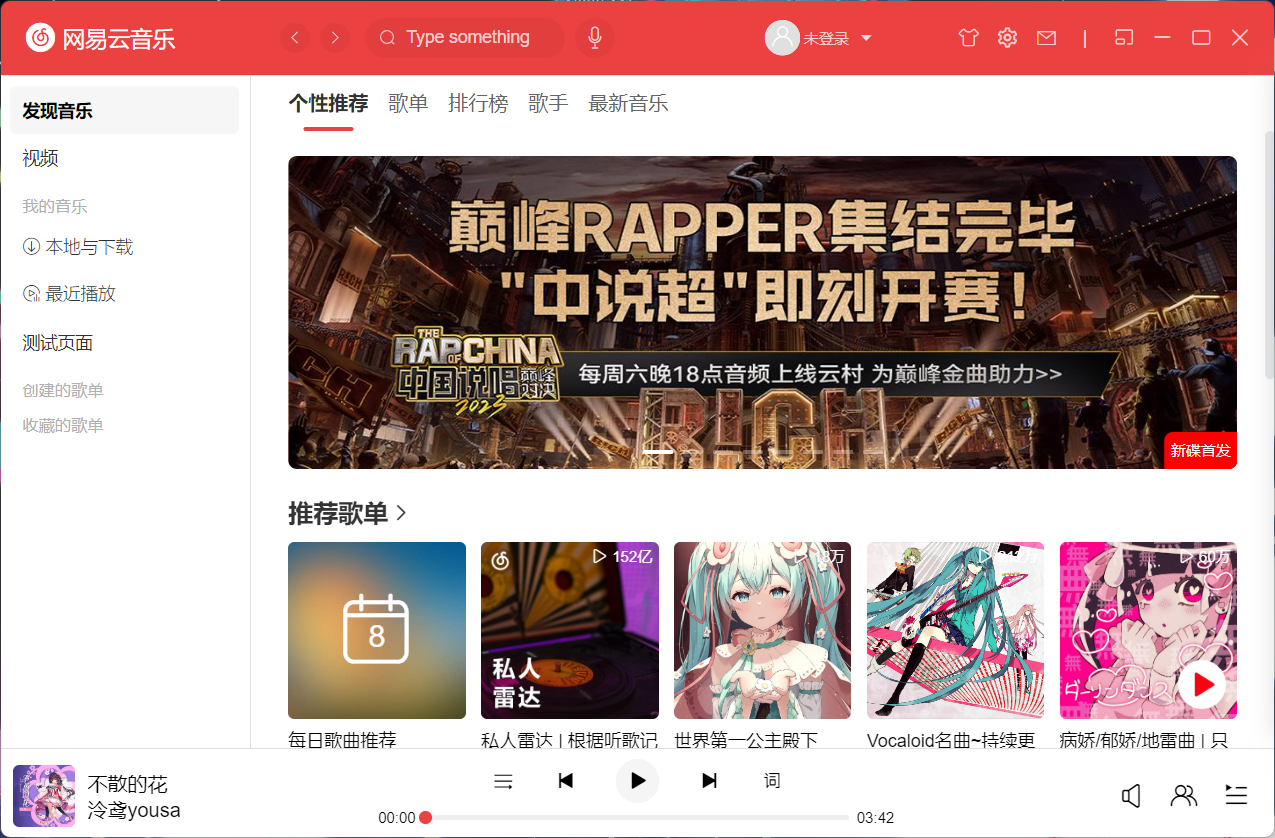 网易云音乐
Type something
未登录
发现音乐
视频
我的音乐
本地与下载
最近播放
测试页面
创建的歌单
收藏的歌单
个性推荐 歌单 排行榜 歌手 最新音乐
巅峰RAPPER集结完毕
"中说超"即刻开赛！
THE
RAP OF CHINA
中国说唱 巅峰对决
2023
每周六晚18点音频上线云村 为巅峰金曲助力>>
RICH
新碟首发
推荐歌单
8
每日歌曲推荐
152亿
私人
雷达
私人雷达 | 根据听歌记
世界第一公主殿下
Vocaloid名曲~持续更
60万
ダーリンダンス
病娇/郁娇/地雷曲 | 只
不散的花
泠鸢yousa
词
00:00
03:42